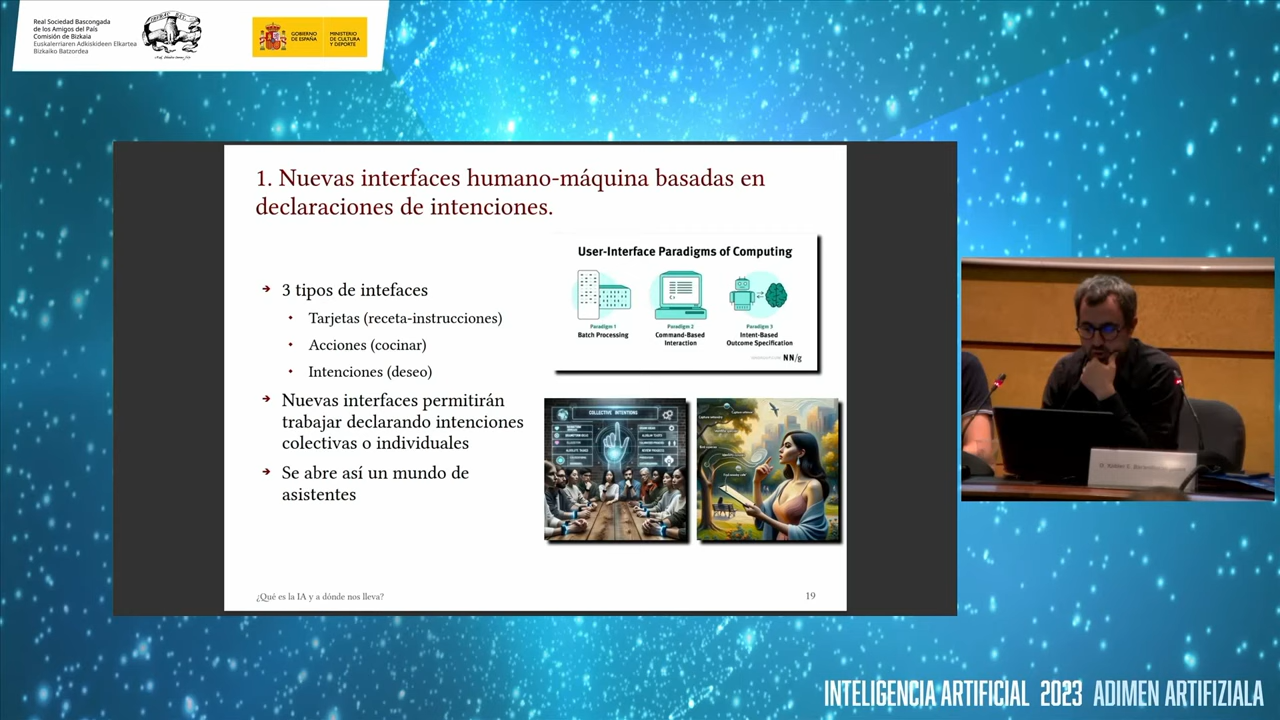 Real Sociedad Bascongada
de los Amigos del País
Comisión de Bizkaia
Euskalerriaren Adkiskideen Elkartea
Bizkaiko Batzordea
GOBIERNO
DE ESPAÑA
MINISTERIO
DE CULTURA
Y DEPORTE
1. Nuevas interfaces humano-máquina basadas en
declaraciones de intenciones.
→ 3 tipos de intefaces
• Tarjetas (receta-instrucciones)
• Acciones (cocinar)
• Intenciones (deseo)
→ Nuevas interfaces permitirán
trabajar declarando intenciones
colectivas o individuales
→ Se abre así un mundo de
asistentes
User-Interface Paradigms of Computing
Paradigm 1
Batch Processing
Paradigm 2
Command-Based
Interaction
Paradigm 3
Intent-Based
Outcome Specification
NN/g
COLLECTIVE INTENTIONS
¿Qué es la IA y a dónde nos lleva?
19
INTELIGENCIA ARTIFICIAL 2023 ADIMEN ARTIFIZIALA